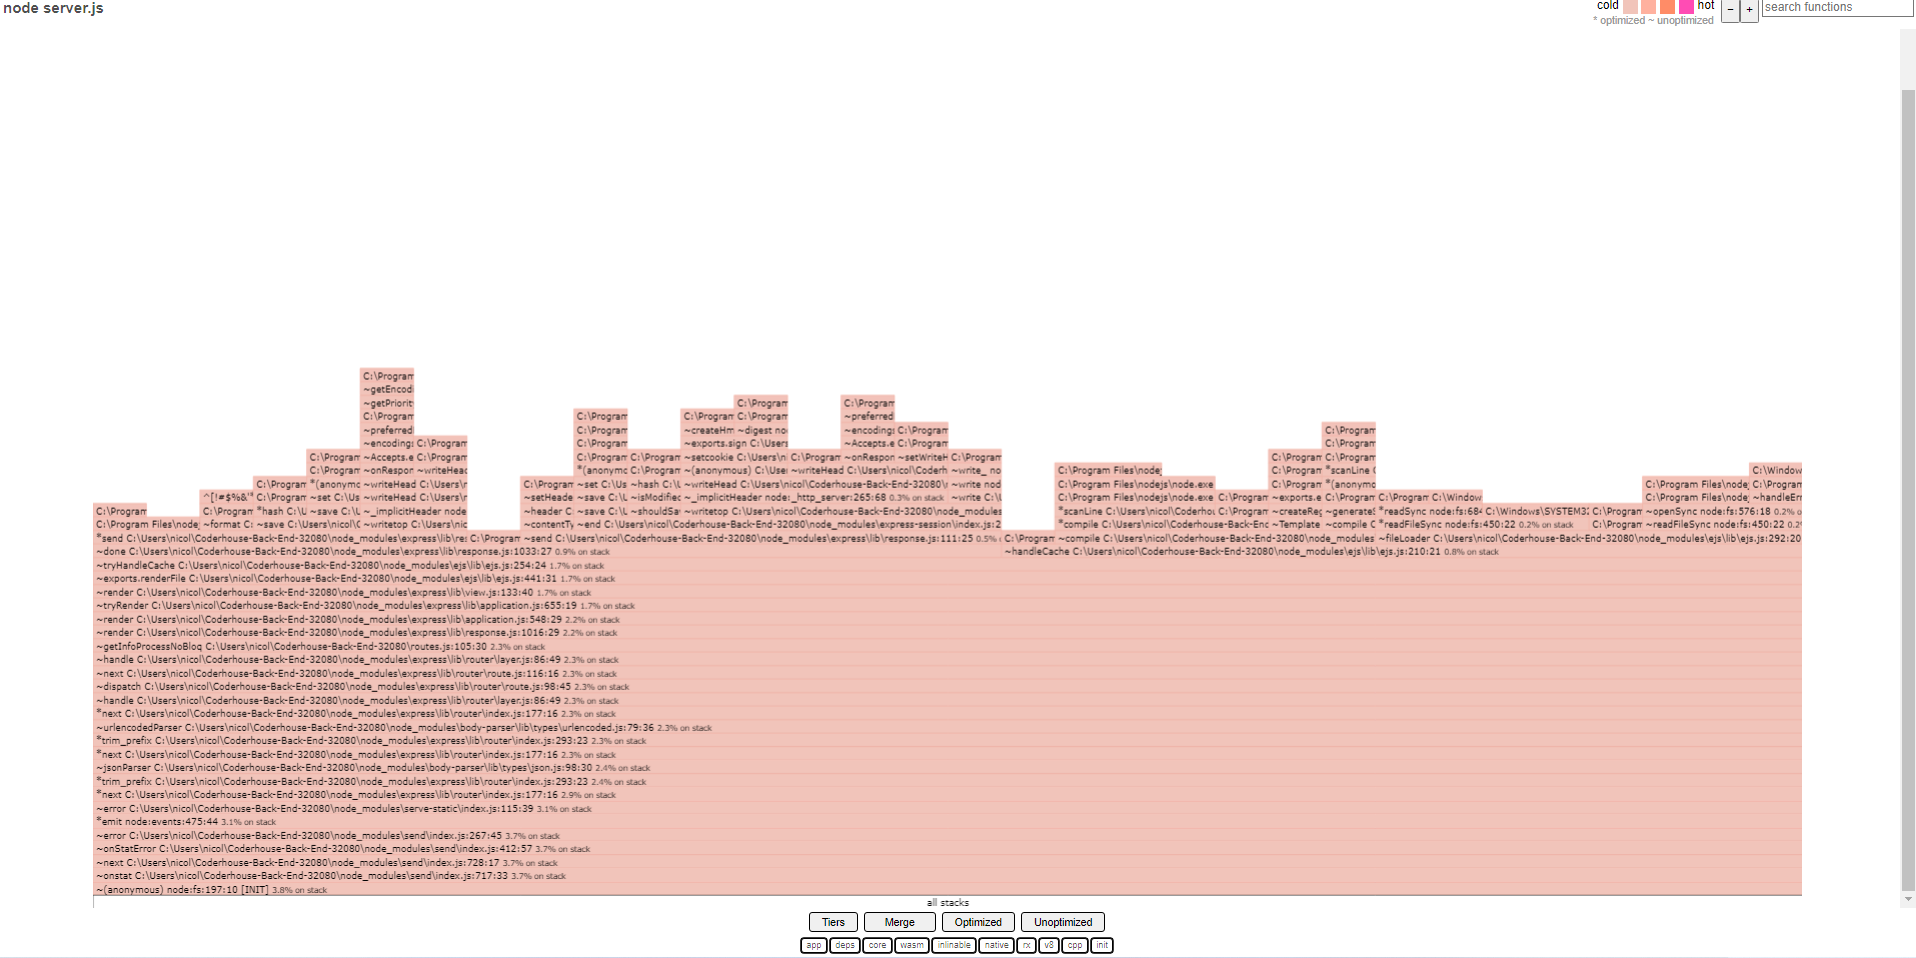 node server.js
cold hot − + search functions
* optimized ~ unoptimized
C:\Program
~getEncodi
~getPriorit
C:\Program C:\Program C:\Program
~preferred C:\Program C:\Program C:\Program C:\Program ~digest no ~preferred
~encoding: C:\Program C:\Program ~createHm ~encoding: C:\Program C:\Program
~Accepts.e C:\Program C:\Program ~exports.sign C:\Users ~Accepts.e C:\Program C:\Program
C:\Program ~Accepts.e C:\Program C:\Program C:\Program ~setcookie C:\Users\ni C:\Program ~onRespon ~setWriteH C:\Program C:\Program C:\Program
C:\Program ~onRespon ~writeHead *(anonymo C:\Program ~(anonymous) C:\Use ~writeHead C:\Users\nicol\Coderh ~write_ no C:\Program Files\node C:\Program *scanLine C:\Window
C:\Program *(anonymo ~writeHead C:\Users\r C:\Program ~set C:\Us ~hash C:\L ~writeHead C:\Users\nicol\Coderhouse-Back-End-32080\ ~write nod C:\Program Files\nodejs\node.exe C:\Program *(anonymo C:\Program Files\node C:\Program
^[!#$%&'* C:\Program ~set C:\Us ~writeHead C:\Users\r ~setHeade ~save C:\L ~isModified ~_implicitHeader node:_http_server:265:68 0.3% on stack ~write C:\U C:\Program Files\nodejs\node.exe C:\Program ~exports.e C:\Program C:\Program C:\Window C:\Program Files\node ~handleErr
C:\Program C:\Program *hash C:\U ~save C:\L ~_implicitHeader node ~header C: ~save C:\L ~shouldSa ~writetop C:\Users\nicol\Coderhouse-Back-End-32080\node_modules *scanLine C:\Users\nicol\Coderhou C:\Program ~createReg ~generateS *readSync node:fs:684 C:\Windows\SYSTEM32 C:\Program ~openSync node:fs:576:18 0.2% o
C:\Program Files\node ~format C: ~save C:\Users\nicol\C ~writetop C:\Users\nic ~contentTy ~end C:\Users\nicol\Coderhouse-Back-End-32080\node_modules\express-session\index.js:2 *compile C:\Users\nicol\Coderhouse-Back-Enc ~Template ~compile C *readFileSync node:fs:450:22 0.2% on stack C:\Program ~readFileSync node:fs:450:22 0.2%
*send C:\Users\nicol\Coderhouse-Back-End-32080\node_modules\express\lib\re C:\Program ~send C:\Users\nicol\Coderhouse-Back-End-32080\node_modules\express\lib\response.js:111:25 0.5% C:\Program ~compile C:\Users\nicol\Coderhouse-Back-End-32080\node_modules ~fileLoader C:\Users\nicol\Coderhouse-Back-End-32080\node_modules\ejs\lib\ejs.js:292:20
~done C:\Users\nicol\Coderhouse-Back-End-32080\node_modules\express\lib\response.js:1033:27 0.9% on stack ~handleCache C:\Users\nicol\Coderhouse-Back-End-32080\node_modules\ejs\lib\ejs.js:210:21 0.8% on stack
~tryHandleCache C:\Users\nicol\Coderhouse-Back-End-32080\node_modules\ejs\lib\ejs.js:254:24 1.7% on stack
~exports.renderFile C:\Users\nicol\Coderhouse-Back-End-32080\node_modules\ejs\lib\ejs.js:441:31 1.7% on stack
~render C:\Users\nicol\Coderhouse-Back-End-32080\node_modules\express\lib\view.js:133:40 1.7% on stack
~tryRender C:\Users\nicol\Coderhouse-Back-End-32080\node_modules\express\lib\application.js:655:19 1.7% on stack
~render C:\Users\nicol\Coderhouse-Back-End-32080\node_modules\express\lib\application.js:548:29 2.2% on stack
~render C:\Users\nicol\Coderhouse-Back-End-32080\node_modules\express\lib\response.js:1016:29 2.2% on stack
~getInfoProcessNoBloq C:\Users\nicol\Coderhouse-Back-End-32080\routes.js:105:30 2.3% on stack
~handle C:\Users\nicol\Coderhouse-Back-End-32080\node_modules\express\lib\router\layer.js:86:49 2.3% on stack
~next C:\Users\nicol\Coderhouse-Back-End-32080\node_modules\express\lib\router\route.js:116:16 2.3% on stack
~dispatch C:\Users\nicol\Coderhouse-Back-End-32080\node_modules\express\lib\router\route.js:98:45 2.3% on stack
~handle C:\Users\nicol\Coderhouse-Back-End-32080\node_modules\express\lib\router\layer.js:86:49 2.3% on stack
*next C:\Users\nicol\Coderhouse-Back-End-32080\node_modules\express\lib\router\index.js:177:16 2.3% on stack
~urlencodedParser C:\Users\nicol\Coderhouse-Back-End-32080\node_modules\body-parser\lib\types\urlencoded.js:79:36 2.3% on stack
*trim_prefix C:\Users\nicol\Coderhouse-Back-End-32080\node_modules\express\lib\router\index.js:293:23 2.3% on stack
*next C:\Users\nicol\Coderhouse-Back-End-32080\node_modules\express\lib\router\index.js:177:16 2.3% on stack
~jsonParser C:\Users\nicol\Coderhouse-Back-End-32080\node_modules\body-parser\lib\types\json.js:98:30 2.4% on stack
*trim_prefix C:\Users\nicol\Coderhouse-Back-End-32080\node_modules\express\lib\router\index.js:293:23 2.4% on stack
*next C:\Users\nicol\Coderhouse-Back-End-32080\node_modules\express\lib\router\index.js:177:16 2.9% on stack
~error C:\Users\nicol\Coderhouse-Back-End-32080\node_modules\serve-static\index.js:115:39 3.1% on stack
*emit node:events:475:44 3.1% on stack
~error C:\Users\nicol\Coderhouse-Back-End-32080\node_modules\send\index.js:267:45 3.7% on stack
~onStatError C:\Users\nicol\Coderhouse-Back-End-32080\node_modules\send\index.js:412:57 3.7% on stack
~next C:\Users\nicol\Coderhouse-Back-End-32080\node_modules\send\index.js:728:17 3.7% on stack
~onstat C:\Users\nicol\Coderhouse-Back-End-32080\node_modules\send\index.js:717:33 3.7% on stack
~(anonymous) node:fs:197:10 [INIT] 3.8% on stack
all stacks
Tiers Merge Optimized Unoptimized
app deps core wasm inlinable native rx v8 cpp init